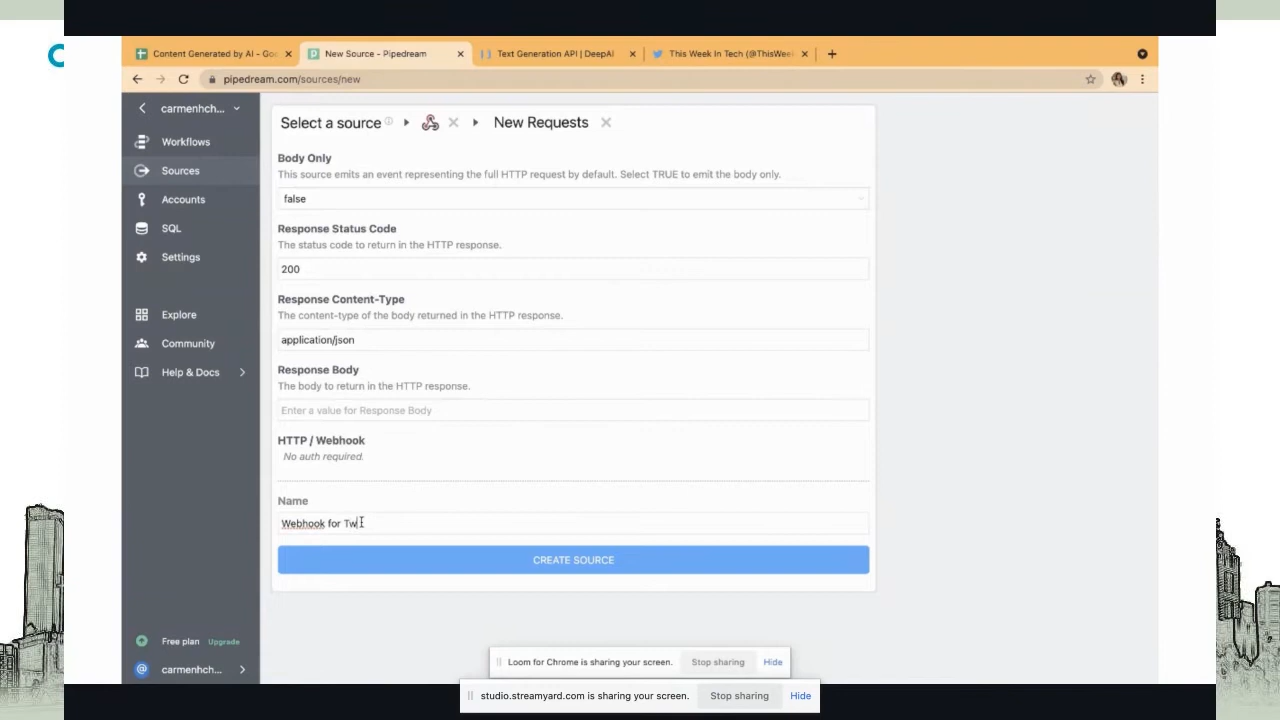 Content Generated by AI - Goo
New Source - Pipedream
Text Generation API | DeepAI
This Week In Tech (@ThisWeek
pipedream.com/sources/new
carmenhch...
Workflows
Sources
Accounts
SQL
Settings
Explore
Community
Help & Docs
Free plan Upgrade
carmenhch...
Select a source
New Requests
Body Only
This source emits an event representing the full HTTP request by default. Select TRUE to emit the body only.
false
Response Status Code
The status code to return in the HTTP response.
200
Response Content-Type
The content-type of the body returned in the HTTP response.
application/json
Response Body
The body to return in the HTTP response.
Enter a value for Response Body
HTTP / Webhook
No auth required.
Name
Webhook for Tw
CREATE SOURCE
Loom for Chrome is sharing your screen. Stop sharing Hide
studio.streamyard.com is sharing your screen. Stop sharing Hide